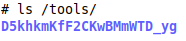 # ls /tools/
D5khkmKfF2CKwBMmWTD_yg